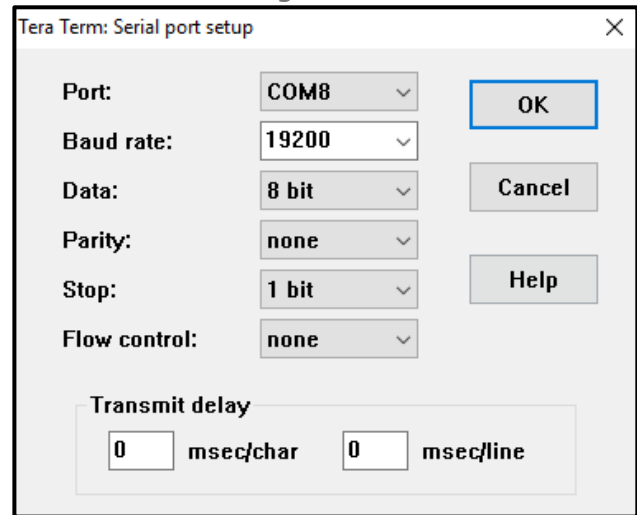 Tera Term: Serial port setup
Port: COM8 OK
Baud rate: 19200
Data: 8 bit Cancel
Parity: none
Stop: 1 bit Help
Flow control: none
Transmit delay
0 msec/char 0 msec/line